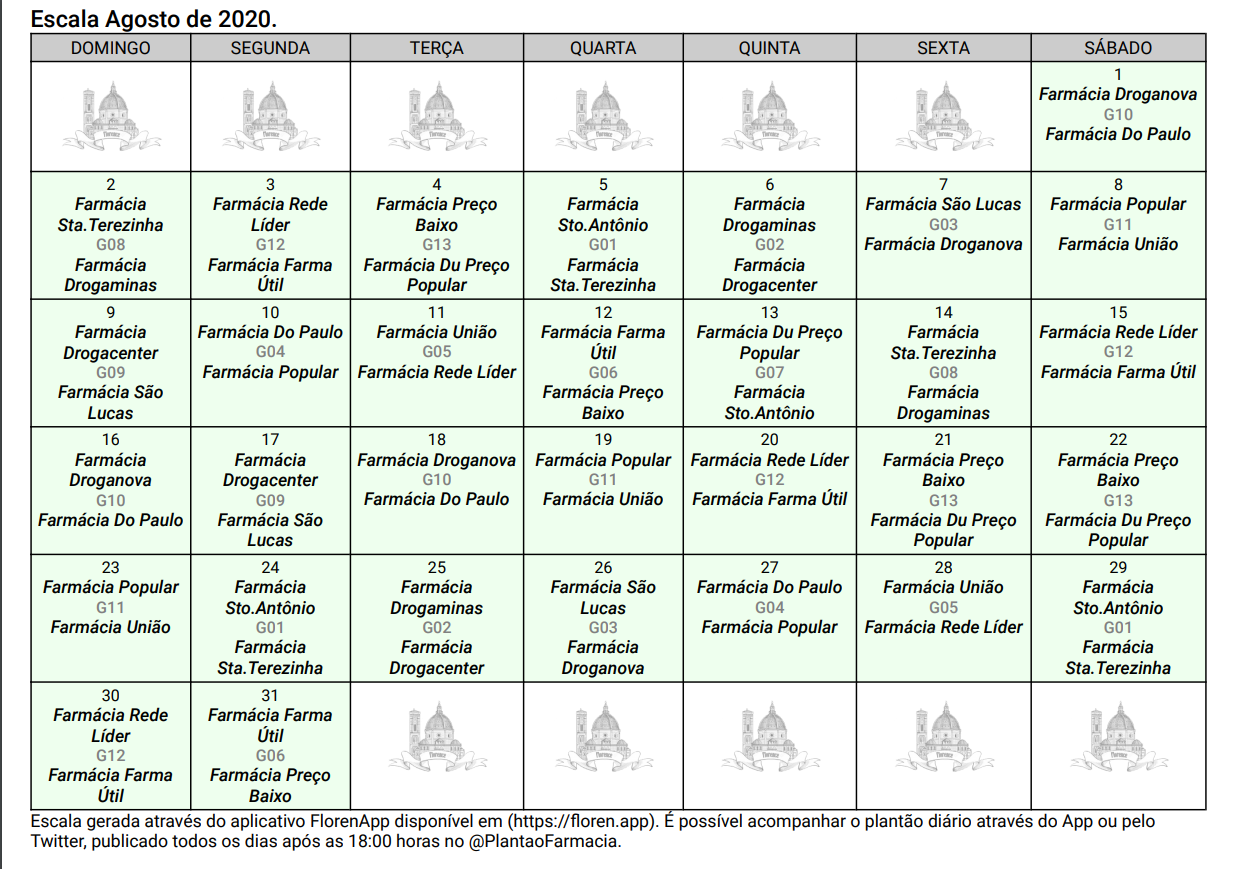 Escala Agosto de 2020.
DOMINGO
SEGUNDA
TERÇA
QUARTA
QUINTA
SEXTA
SÁBADO
Florence
Florence
Florence
Florence
Florence
Florence
1
Farmácia Droganova
G10
Farmácia Do Paulo
2
Farmácia
Sta.Terezinha
G08
Farmácia
Drogaminas
3
Farmácia Rede
Líder
G12
Farmácia Farma
Útil
4
Farmácia Preço
Baixo
G13
Farmácia Du Preço
Popular
5
Farmácia
Sto.Antônio
G01
Farmácia
Sta.Terezinha
6
Farmácia
Drogaminas
G02
Farmácia
Drogacenter
7
Farmácia São Lucas
G03
Farmácia Droganova
8
Farmácia Popular
G11
Farmácia União
9
Farmácia
Drogacenter
G09
Farmácia São
Lucas
10
Farmácia Do Paulo
G04
Farmácia Popular
11
Farmácia União
G05
Farmácia Rede Líder
12
Farmácia Farma
Útil
G06
Farmácia Preço
Baixo
13
Farmácia Du Preço
Popular
G07
Farmácia
Sto.Antônio
14
Farmácia
Sta.Terezinha
G08
Farmácia
Drogaminas
15
Farmácia Rede Líder
G12
Farmácia Farma Útil
16
Farmácia
Droganova
G10
Farmácia Do Paulo
17
Farmácia
Drogacenter
G09
Farmácia São
Lucas
18
Farmácia Droganova
G10
Farmácia Do Paulo
19
Farmácia Popular
G11
Farmácia União
20
Farmácia Rede Líder
G12
Farmácia Farma Útil
21
Farmácia Preço
Baixo
G13
Farmácia Du Preço
Popular
22
Farmácia Preço
Baixo
G13
Farmácia Du Preço
Popular
23
Farmácia Popular
G11
Farmácia União
24
Farmácia
Sto.Antônio
G01
Farmácia
Sta.Terezinha
25
Farmácia
Drogaminas
G02
Farmácia
Drogacenter
26
Farmácia São
Lucas
G03
Farmácia
Droganova
27
Farmácia Do Paulo
G04
Farmácia Popular
28
Farmácia União
G05
Farmácia Rede Líder
29
Farmácia
Sto.Antônio
G01
Farmácia
Sta.Terezinha
30
Farmácia Rede
Líder
G12
Farmácia Farma
Útil
31
Farmácia Farma
Útil
G06
Farmácia Preço
Baixo
Florence
Florence
Florence
Florence
Florence
Escala gerada através do aplicativo FlorenApp disponível em (https://floren.app). É possível acompanhar o plantão diário através do App ou pelo
Twitter, publicado todos os dias após as 18:00 horas no @PlantaoFarmacia.